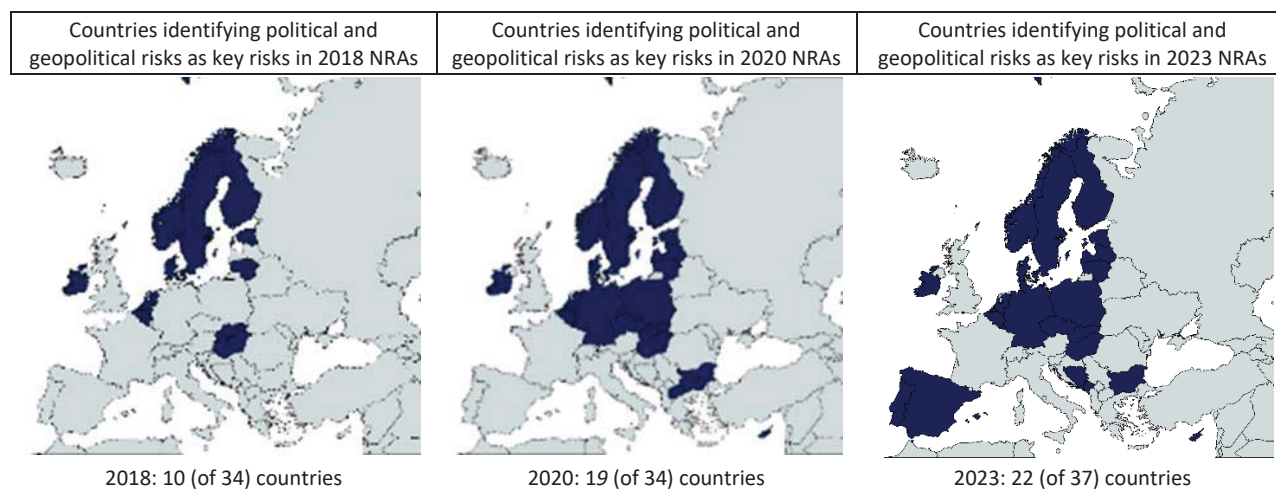 Countries identifying political and
geopolitical risks as key risks in 2018 NRAs
Countries identifying political and
geopolitical risks as key risks in 2020 NRAs
Countries identifying political and
geopolitical risks as key risks in 2023 NRAs
2018: 10 (of 34) countries
2020: 19 (of 34) countries
2023: 22 (of 37) countries